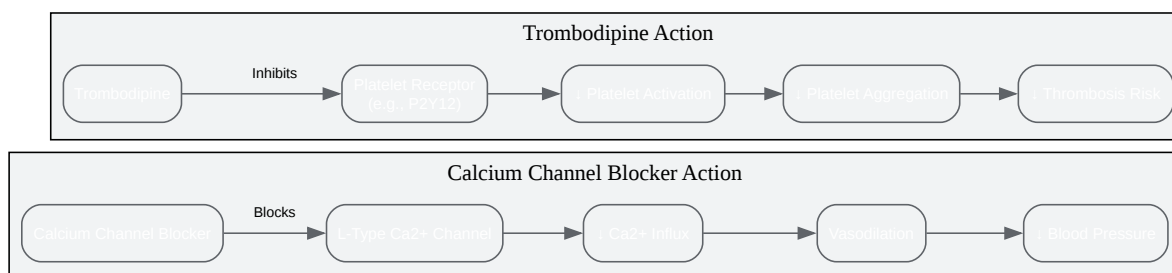 Trombodipine Action
Trombodipine
Inhibits
Platelet Receptor
(e.g., P2Y12)
↓ Platelet Activation
↓ Platelet Aggregation
↓ Thrombosis Risk
Calcium Channel Blocker Action
Calcium Channel Blocker
Blocks
L-Type Ca2+ Channel
↓ Ca2+ Influx
Vasodilation
↓ Blood Pressure